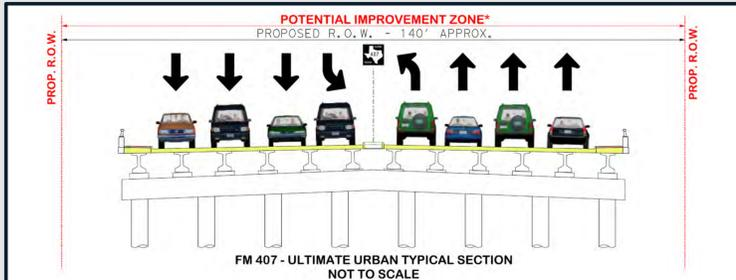 POTENTIAL IMPROVEMENT ZONE*
PROPOSED R.O.W. - 140' APPROX.
PROP. R.O.W.
PROP. R.O.W.
407
FM 407 - ULTIMATE URBAN TYPICAL SECTION
NOT TO SCALE